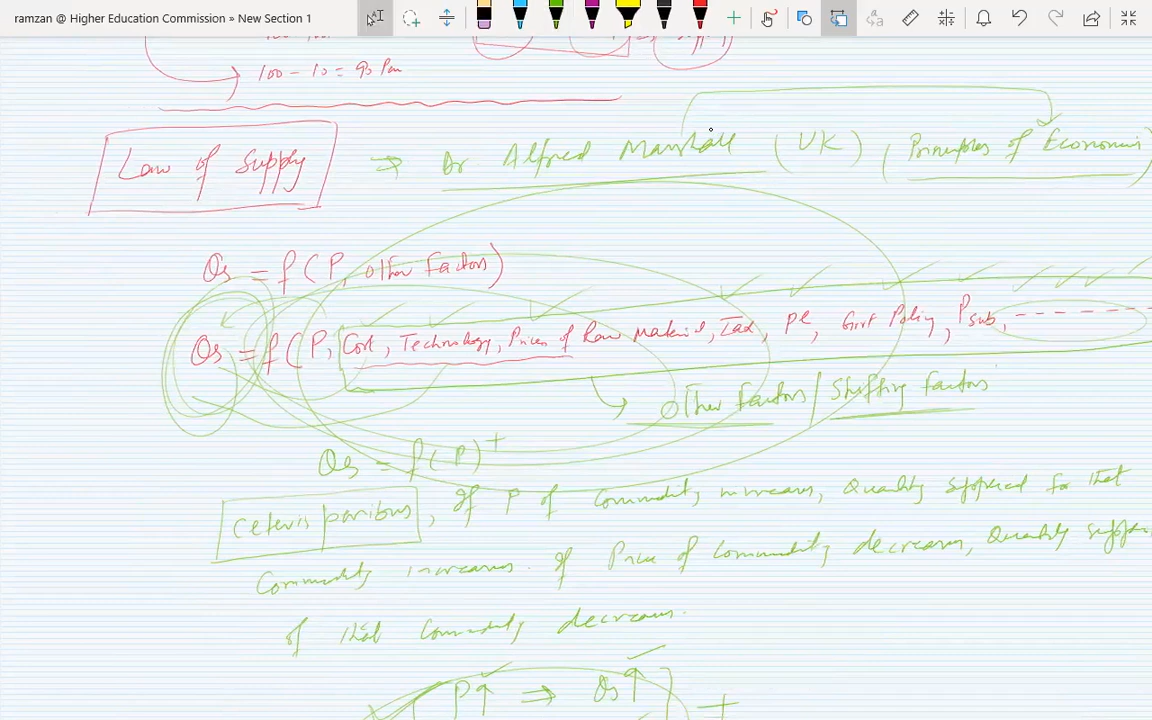 ramzan @ Higher Education Commission » New Section 1
100 - 10 = 90 Pen
Law of Supply ⇒ Dr Alfred Marshall (UK) (Principles of Economics)
Qs = f(P, other factors)
Qs = f(P, Cost, Technology, Prices of Raw Material, Tax, Pe, Govt Policy, Psub, --------
other factors / Shifting factors
Qs = f(P)+
Ceteris paribus, If P of Commodity increases, Quantity Supplied for that
Commodity increases. If Price of Commodity decreases, Quantity
of that Commodity decreases.
P↑ ⇒ Qs↑ +